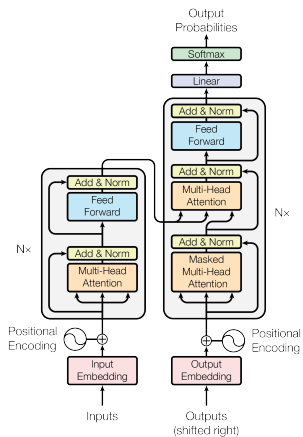 Output
Probabilities
Softmax
Linear
Add & Norm
Feed
Forward
Add & Norm
Multi-Head
Attention
Add & Norm
Masked
Multi-Head
Attention
N×
Add & Norm
Feed
Forward
N×
Add & Norm
Multi-Head
Attention
Positional
Encoding
Positional
Encoding
Input
Embedding
Output
Embedding
Inputs
Outputs
(shifted right)